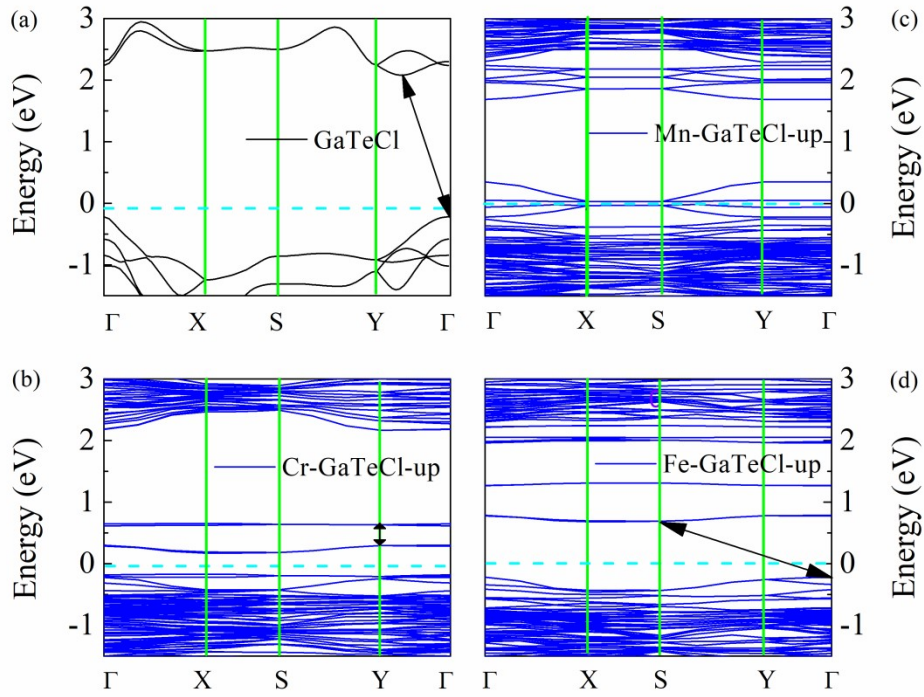 (a)
3
2
1
0
-1
Energy (eV)
GaTeCl
Γ X S Y Γ
(c)
3
2
1
0
-1
Energy (eV)
Mn-GaTeCl-up
Γ X S Y Γ
(b)
3
2
1
0
-1
Energy (eV)
Cr-GaTeCl-up
Γ X S Y Γ
(d)
3
2
1
0
-1
Energy (eV)
Fe-GaTeCl-up
Γ X S Y Γ